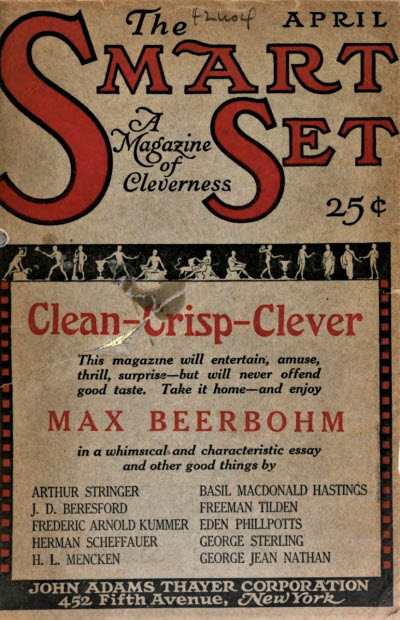 The
APRIL
SMART
SET
A
Magazine
of
Cleverness
25¢
Clean-Crisp-Clever
This magazine will entertain, amuse,
thrill, surprise—but will never offend
good taste. Take it home—and enjoy
MAX BEERBOHM
in a whimsical and characteristic essay
and other good things by
ARTHUR STRINGER
J. D. BERESFORD
FREDERIC ARNOLD KUMMER
HERMAN SCHEFFAUER
H. L. MENCKEN
BASIL MACDONALD HASTINGS
FREEMAN TILDEN
EDEN PHILLPOTTS
GEORGE STERLING
GEORGE JEAN NATHAN
JOHN ADAMS THAYER CORPORATION
452 Fifth Avenue, New York